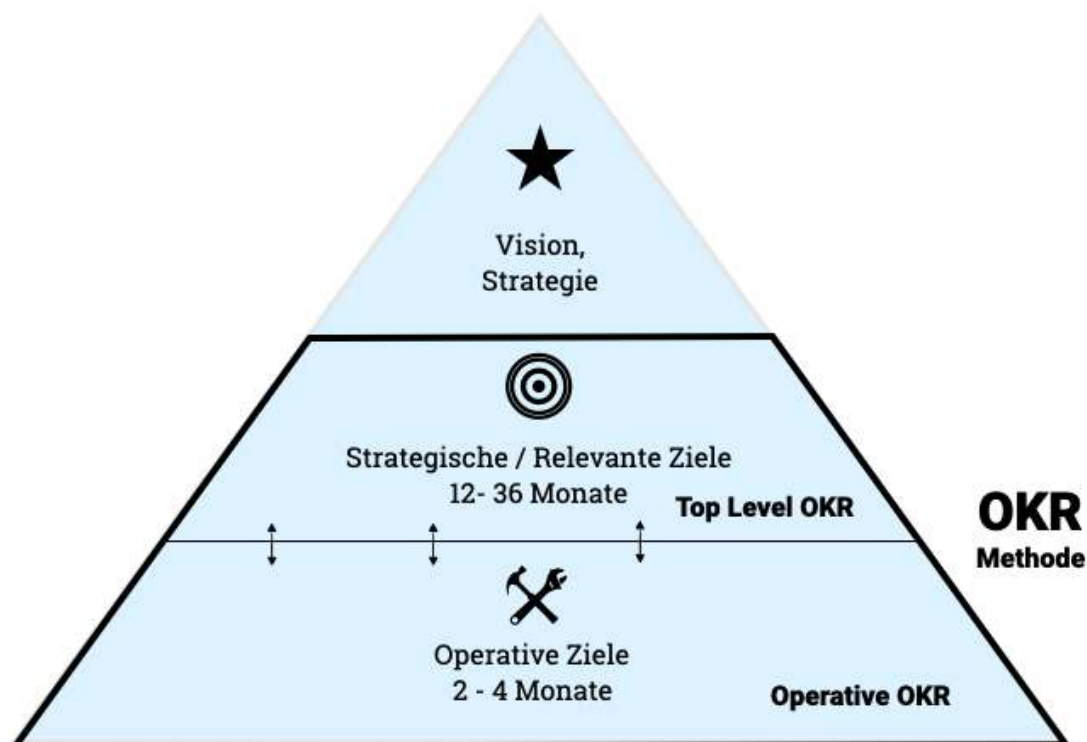 Vision,
Strategie
Strategische / Relevante Ziele
12- 36 Monate
Top Level OKR
OKR
Methode
Operative Ziele
2 - 4 Monate
Operative OKR